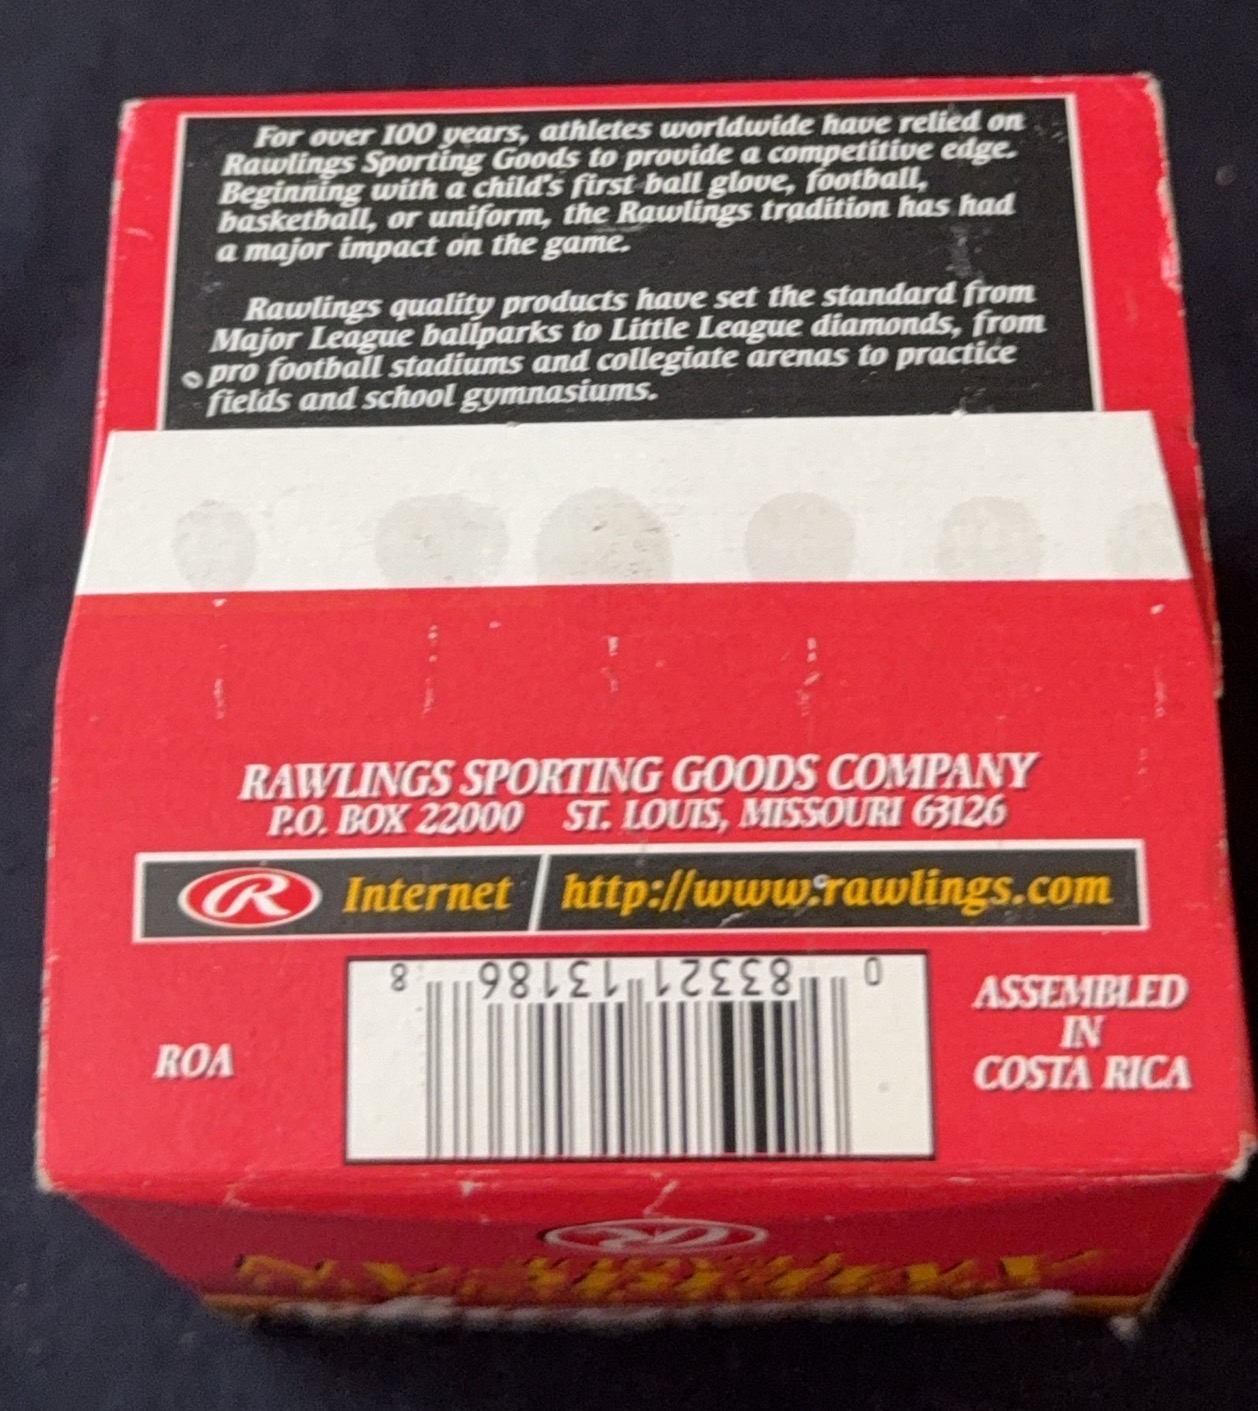 For over 100 years, athletes worldwide have relied on
Rawlings Sporting Goods to provide a competitive edge.
Beginning with a child's first ball glove, football,
basketball, or uniform, the Rawlings tradition has had
a major impact on the game.
Rawlings quality products have set the standard from
Major League ballparks to Little League diamonds, from
pro football stadiums and collegiate arenas to practice
fields and school gymnasiums.
RAWLINGS SPORTING GOODS COMPANY
P.O. BOX 22000 ST. LOUIS, MISSOURI 63126
R Internet http://www.rawlings.com
0 83321 13186 8
ROA
ASSEMBLED
IN
COSTA RICA
R